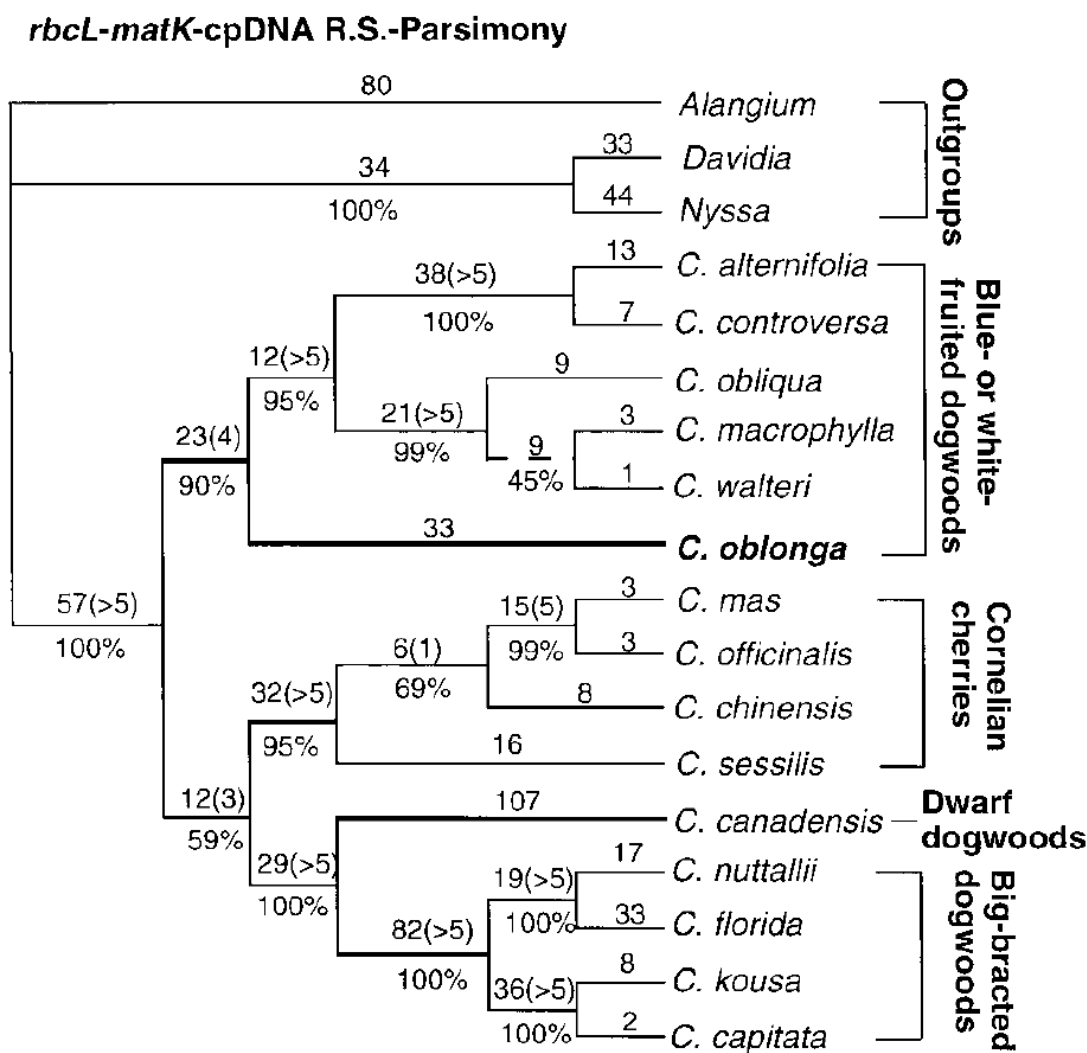 rbcL-matK-cpDNA R.S.-Parsimony
80
Alangium
33
Davidia
34
100%
44
Nyssa
Outgroups
13
C. alternifolia
38(>5)
100%
7
C. controversa
12(>5)
95%
9
C. obliqua
21(>5)
99%
3
C. macrophylla
9
45%
1
C. walteri
23(4)
90%
33
C. oblonga
Blue- or white-
fruited dogwoods
57(>5)
100%
3
C. mas
15(5)
99%
3
C. officinalis
6(1)
69%
8
C. chinensis
32(>5)
95%
16
C. sessilis
Cornelian
cherries
12(3)
59%
107
C. canadensis
Dwarf
dogwoods
29(>5)
100%
17
C. nuttallii
19(>5)
100%
33
C. florida
82(>5)
100%
8
C. kousa
36(>5)
100%
2
C. capitata
Big-bracted
dogwoods